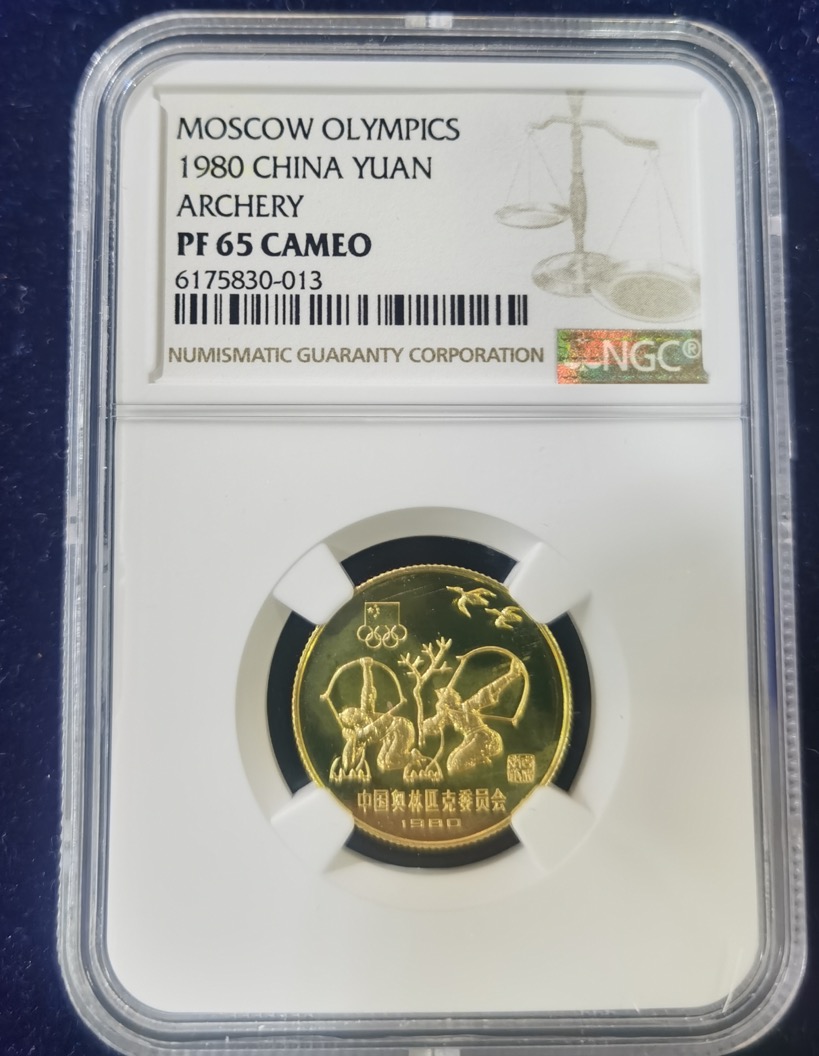 MOSCOW OLYMPICS
1980 CHINA YUAN
ARCHERY
PF 65 CAMEO
6175830-013
NUMISMATIC GUARANTY CORPORATION
NGC®
中国奥林匹克委员会
1980